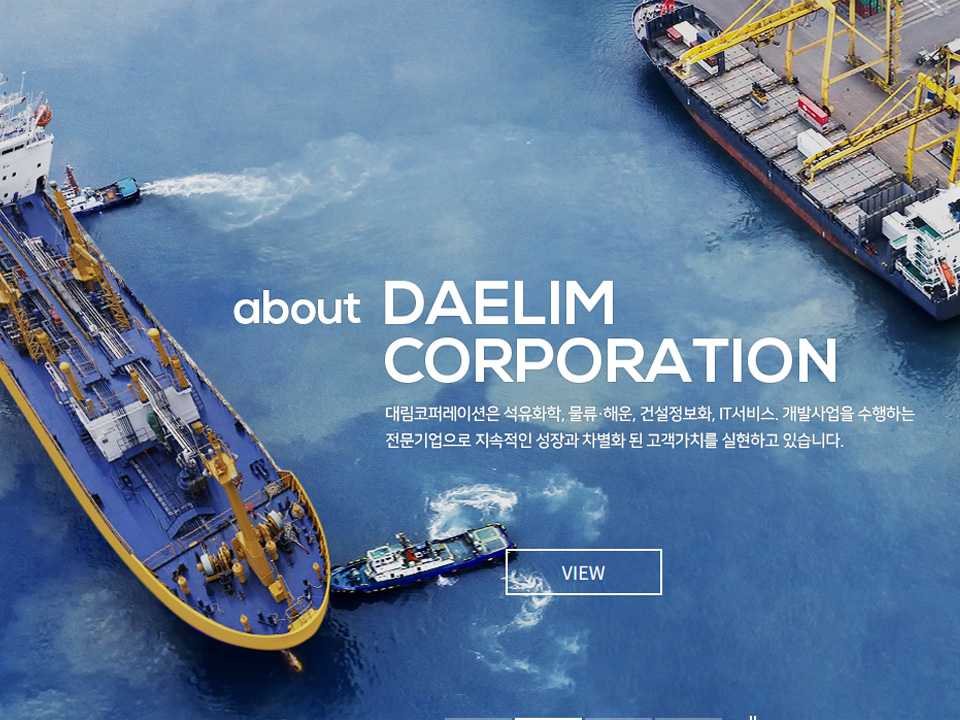 about DAELIM
CORPORATION
대림코퍼레이션은 석유화학, 물류·해운, 건설정보화, IT서비스. 개발사업을 수행하는
전문기업으로 지속적인 성장과 차별화 된 고객가치를 실현하고 있습니다.
VIEW